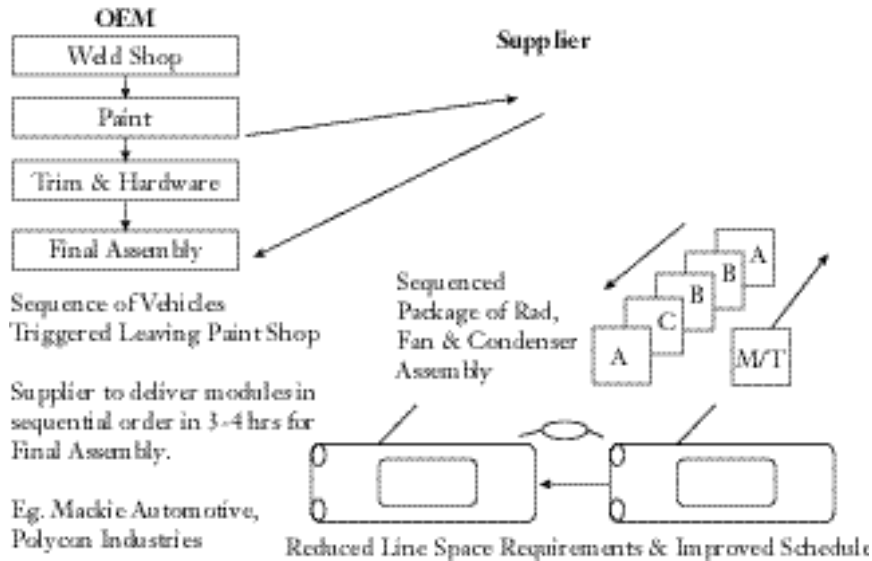 OEM
Weld Shop
Paint
Trim & Hardware
Final Assembly
Supplier
Sequence of Vehicles
Triggered Leaving Paint Shop
Supplier to deliver modules in
sequential order in 3-4 hrs for
Final Assembly.
Eg. Mackie Automotive,
Polycon Industries
Sequenced
Package of Rad,
Fan & Condenser
Assembly
A
C
B
B
A
M/T
Reduced Line Space Requirements & Improved Schedule